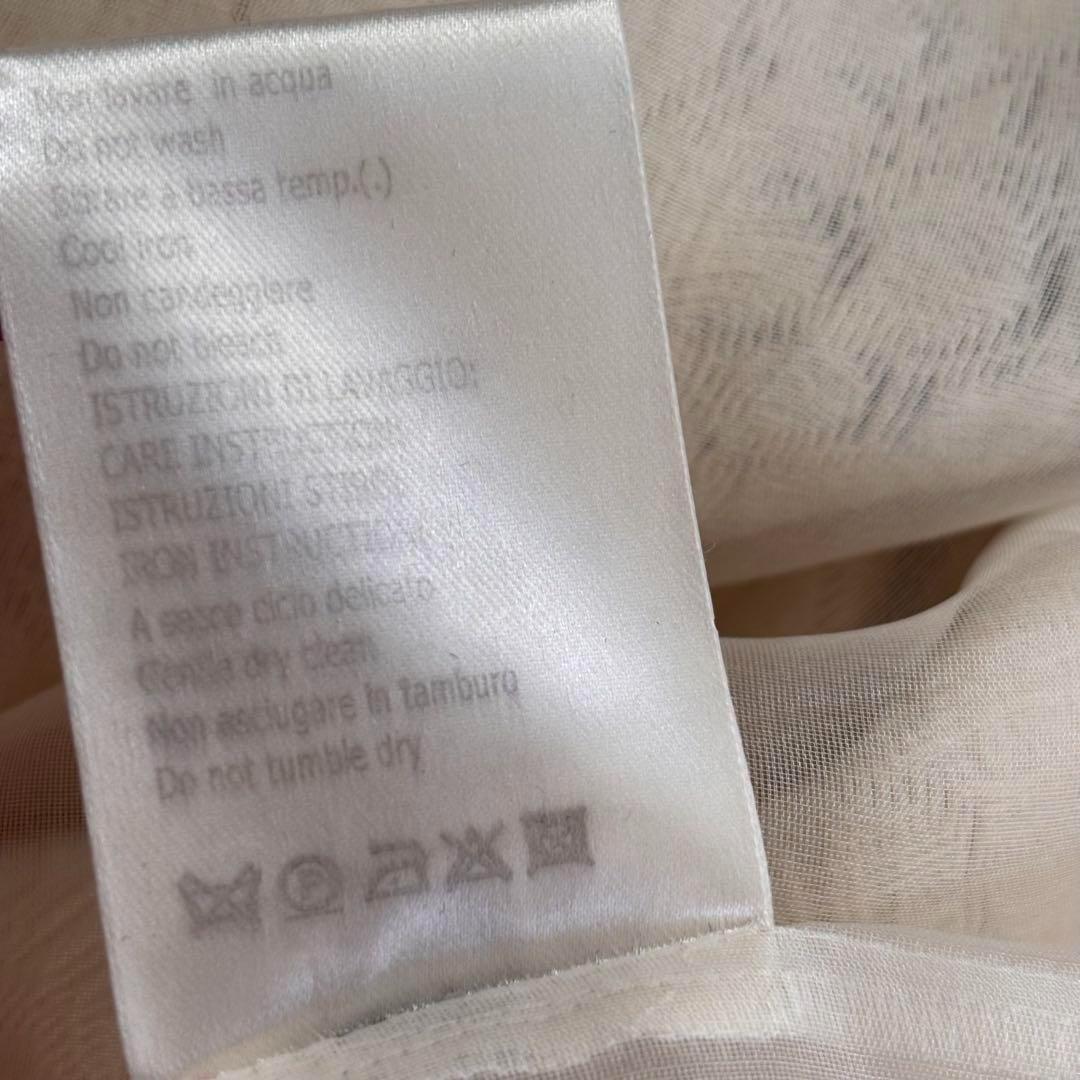 Non lavare in acqua
Do not wash
Stirare a bassa temp.(.)
Cool iron
Non candeggiare
Do not bleach
ISTRUZIONI DI LAVAGGIO:
CARE INSTRUCTION
ISTRUZIONI STIRO
IRON INSTRUCTION
A secco ciclo delicato
Gentle dry clean
Non asciugare in tamburo
Do not tumble dry